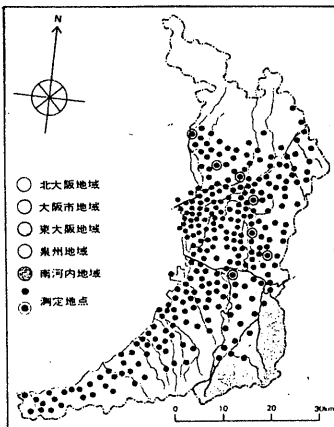 N
北大阪地域
大阪市地域
東大阪地域
泉州地域
南河内地域
測定地点
0 10 20 30km